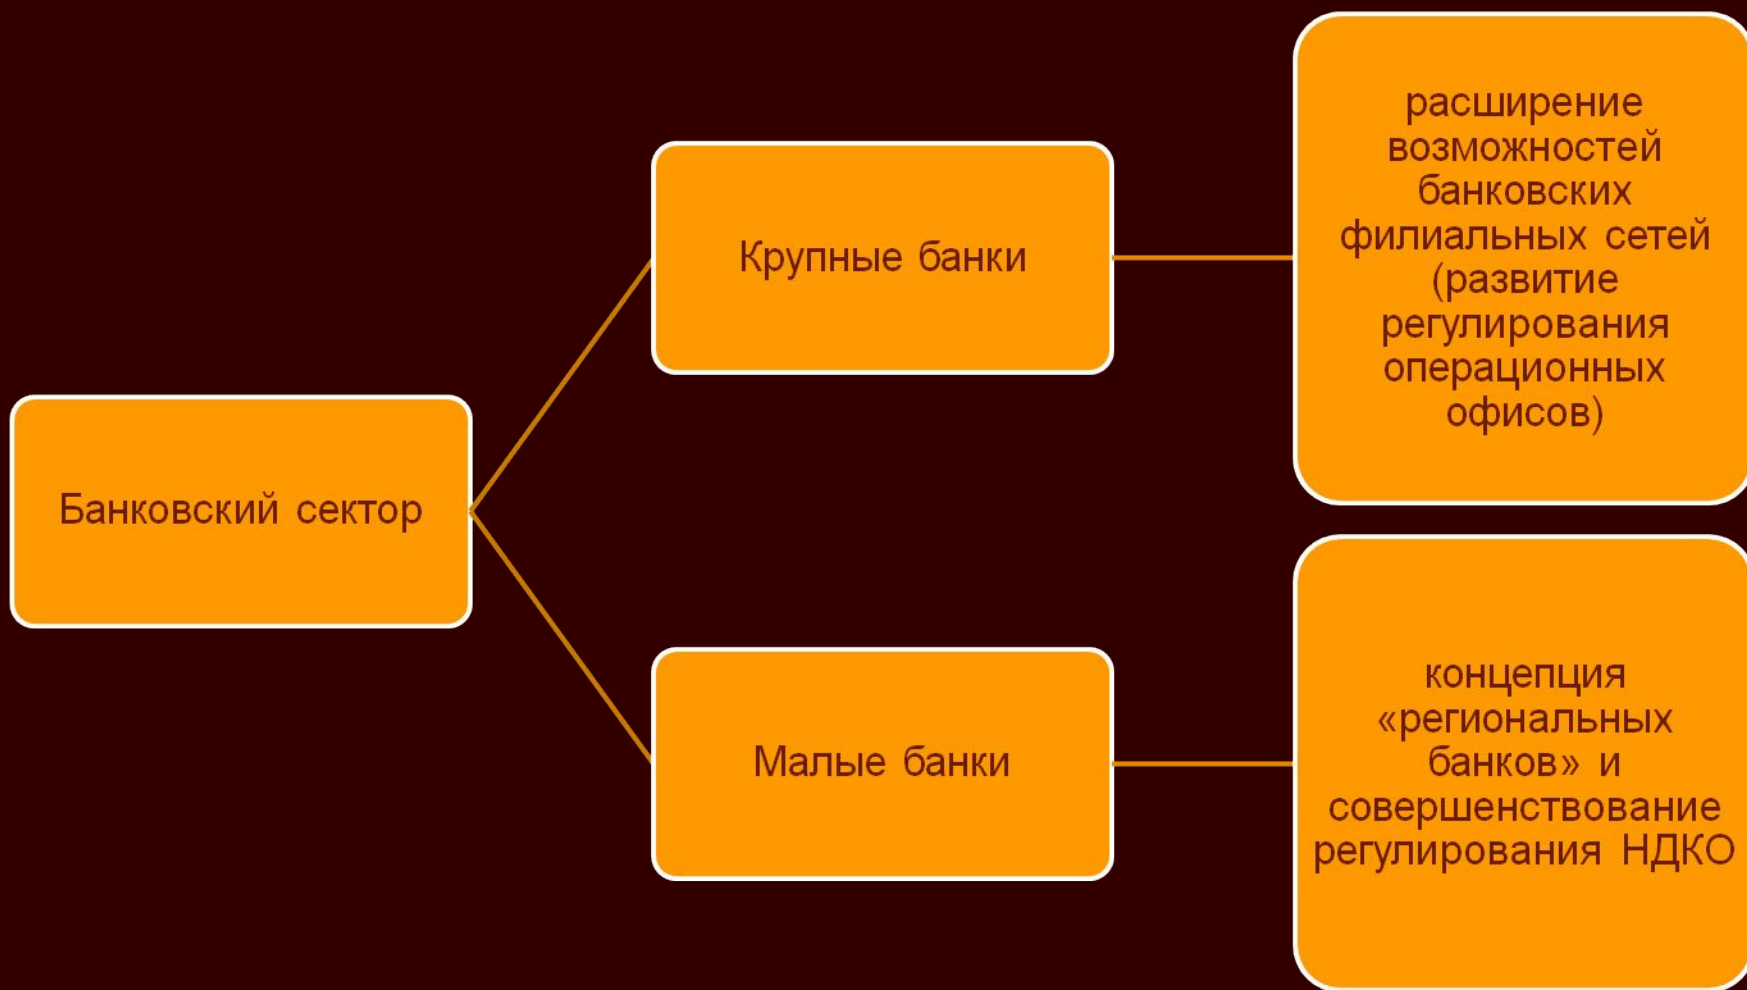 Банковский сектор
Крупные банки
расширение
возможностей
банковских
филиальных сетей
(развитие
регулирования
операционных
офисов)
Малые банки
концепция
«региональных
банков» и
совершенствование
регулирования НДКО